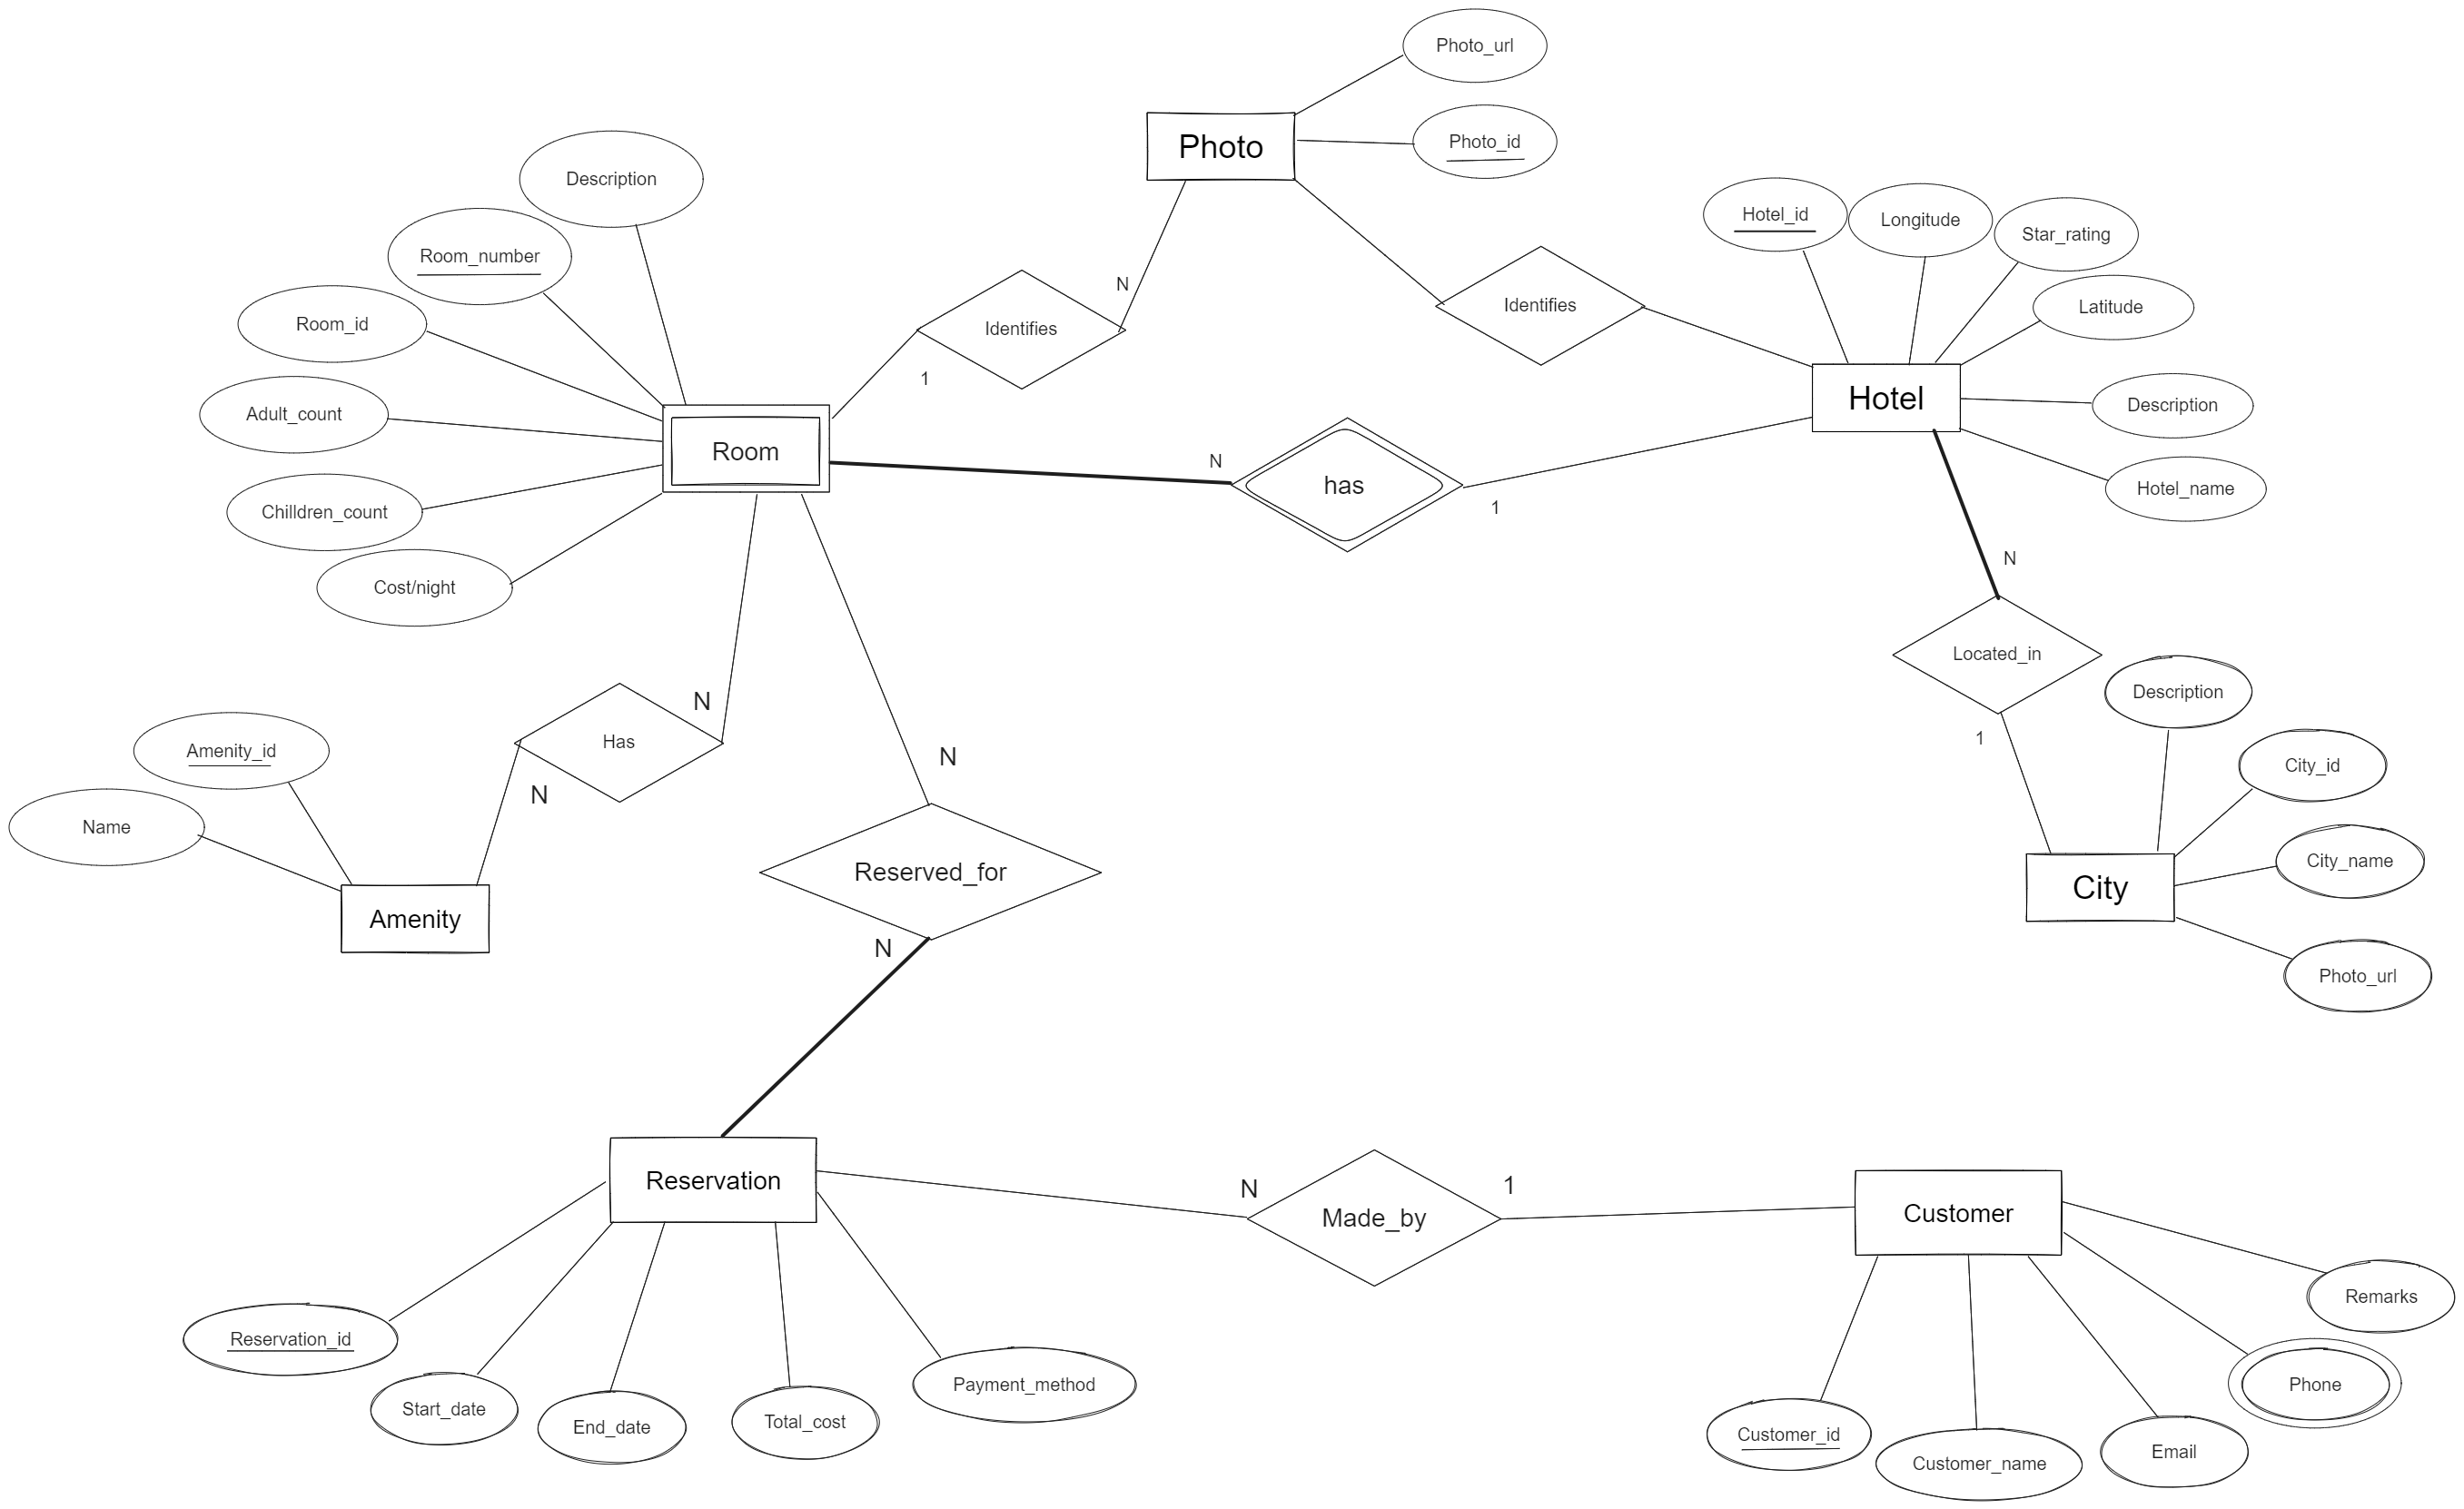 Photo_url
Photo
Photo_id
Description
Room_number
Hotel_id
Longitude
Star_rating
Room_id
N
Identifies
Identifies
Latitude
1
Adult_count
Hotel
Description
Room
N
has
1
Hotel_name
Chilldren_count
Cost/night
N
Located_in
Description
1
N
Has
N
N
Amenity_id
Name
City_id
City_name
City
Photo_url
Reserved_for
Amenity
N
Reservation
N
Made_by
1
Customer
Remarks
Reservation_id
Start_date
End_date
Total_cost
Payment_method
Phone
Customer_id
Customer_name
Email